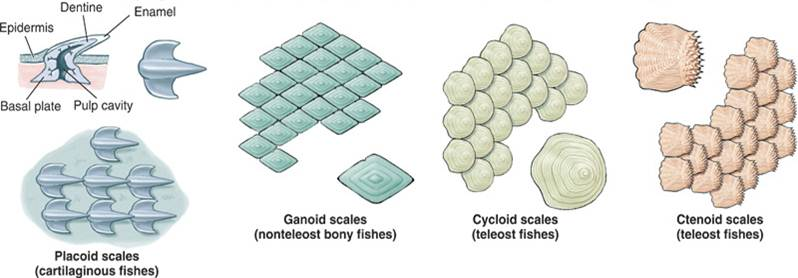 Dentine
Enamel
Epidermis
Basal plate
Pulp cavity
Placoid scales
(cartilaginous fishes)
Ganoid scales
(nonteleost bony fishes)
Cycloid scales
(teleost fishes)
Ctenoid scales
(teleost fishes)